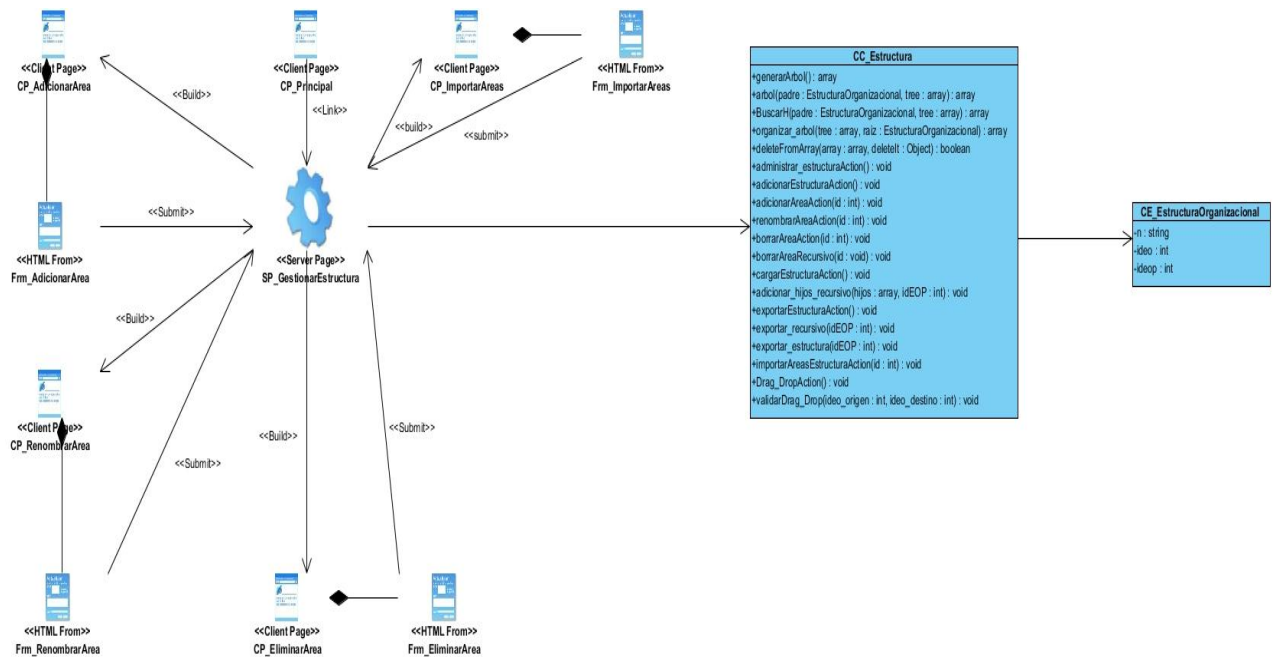 <<Client Page>>
CP_AdicionarArea
<<Client Page>>
CP_Principal
<<Client Page>>
CP_ImportarAreas
<<HTML From>>
Frm_ImportarAreas
<<Build>>
<<Link>>
<<build>>
<<submit>>
<<Submit>>
<<HTML From>>
Frm_AdicionarArea
<<Server Page>>
SP_GestionarEstructura
<<Build>>
<<Client Page>>
CP_RenombrarArea
<<Submit>>
<<Build>>
<<Submit>>
<<HTML From>>
Frm_RenombrarArea
<<Client Page>>
CP_EliminarArea
<<HTML From>>
Frm_EliminarArea
CC_Estructura
+generarArbol() : array
+arbol(padre : EstructuraOrganizacional, tree : array) : array
+BuscarH(padre : EstructuraOrganizacional, tree : array) : array
+organizar_arbol(tree : array, raiz : EstructuraOrganizacional) : array
+deleteFromArray(array : array, deleteIt : Object) : boolean
+administrar_estructuraAction() : void
+adicionarEstructuraAction() : void
+adicionarAreaAction(id : int) : void
+renombrarAreaAction(id : int) : void
+borrarAreaAction(id : int) : void
+borrarAreaRecursivo(id : void) : void
+cargarEstructuraAction() : void
+adicionar_hijos_recursivo(hijos : array, idEOP : int) : void
+exportarEstructuraAction() : void
+exportar_recursivo(idEOP : int) : void
+exportar_estructura(idEOP : int) : void
+importarAreasEstructuraAction(id : int) : void
+Drag_DropAction() : void
+validarDrag_Drop(ideo_origen : int, ideo_destino : int) : void
CE_EstructuraOrganizacional
-n : string
-ideo : int
-ideop : int